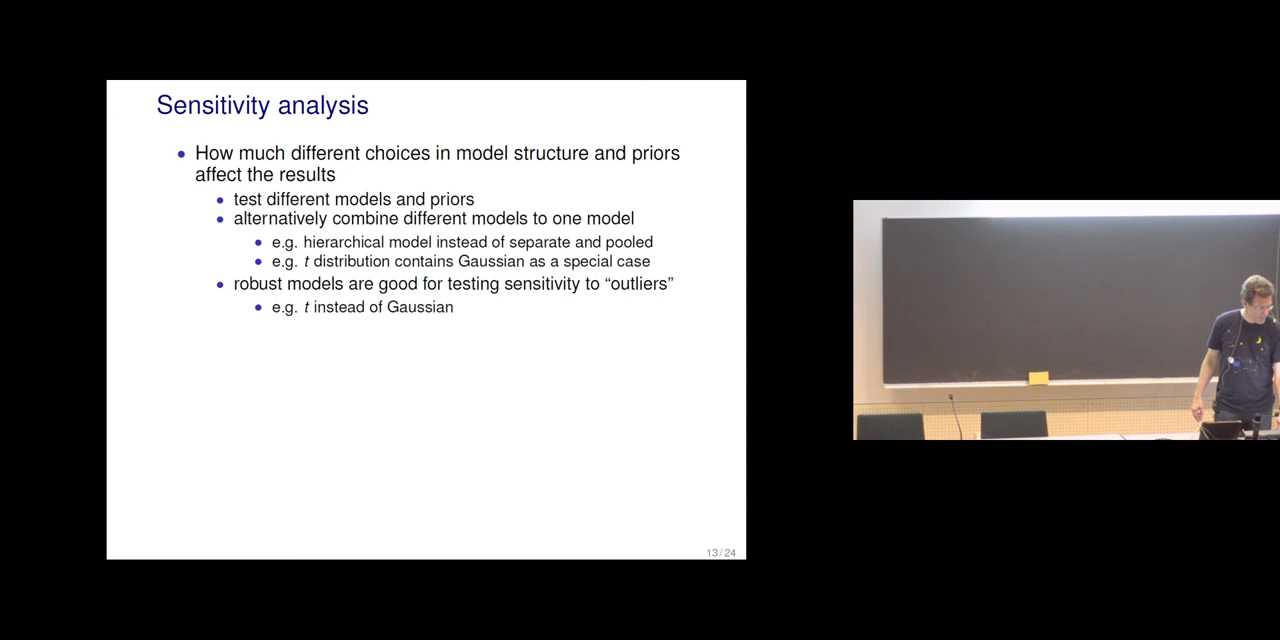 Sensitivity analysis
• How much different choices in model structure and priors
affect the results
• test different models and priors
• alternatively combine different models to one model
• e.g. hierarchical model instead of separate and pooled
• e.g. t distribution contains Gaussian as a special case
• robust models are good for testing sensitivity to “outliers”
• e.g. t instead of Gaussian
13 / 24